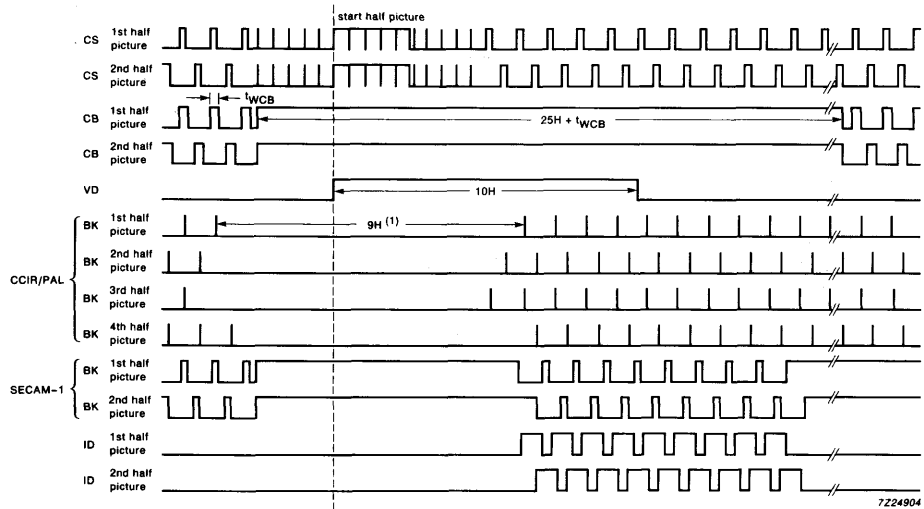 start half picture
CS 1st half picture
CS 2nd half picture
tWCB
CB 1st half picture
25H + tWCB
CB 2nd half picture
VD
10H
CCIR/PAL
BK 1st half picture
9H (1)
BK 2nd half picture
BK 3rd half picture
BK 4th half picture
SECAM-1
BK 1st half picture
BK 2nd half picture
ID 1st half picture
ID 2nd half picture
7Z24904